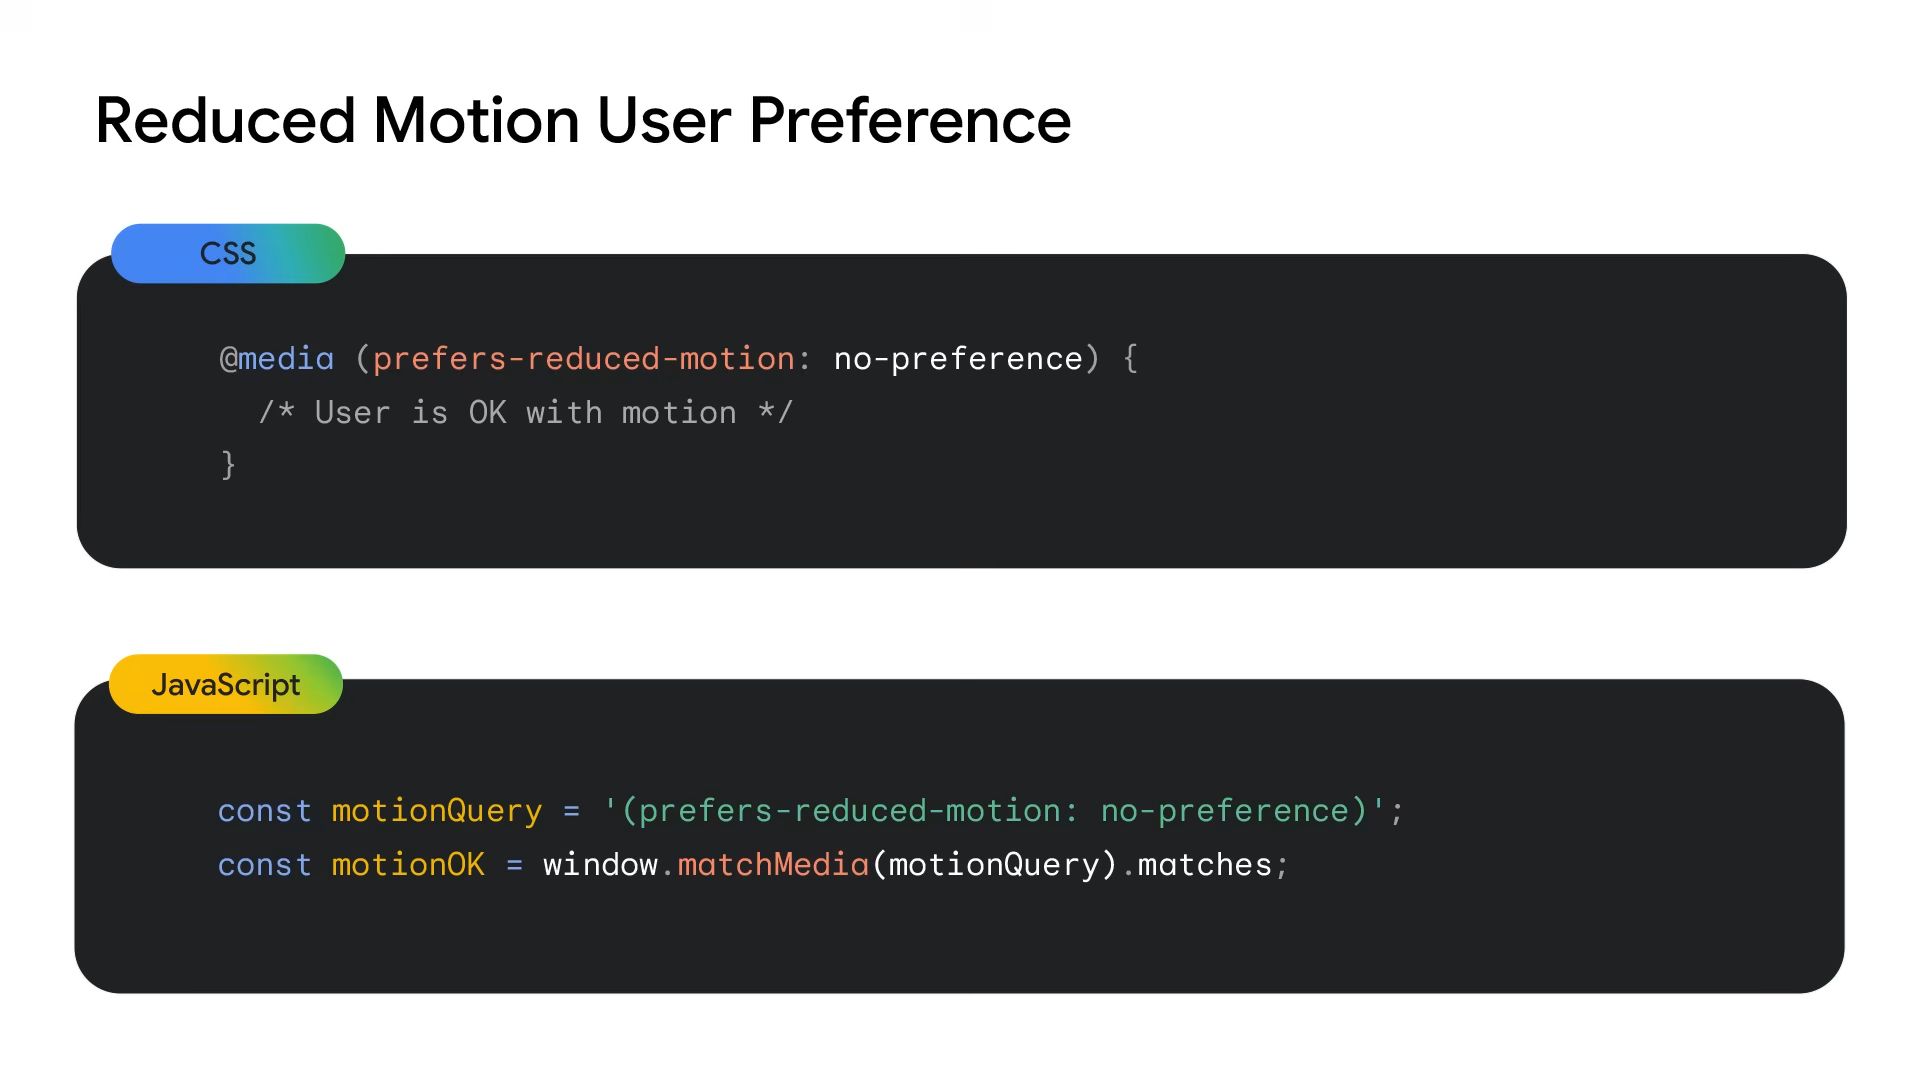 Reduced Motion User Preference
CSS
@media (prefers-reduced-motion: no-preference) {
/* User is OK with motion */
}
JavaScript
const motionQuery = '(prefers-reduced-motion: no-preference)';
const motionOK = window.matchMedia(motionQuery).matches;